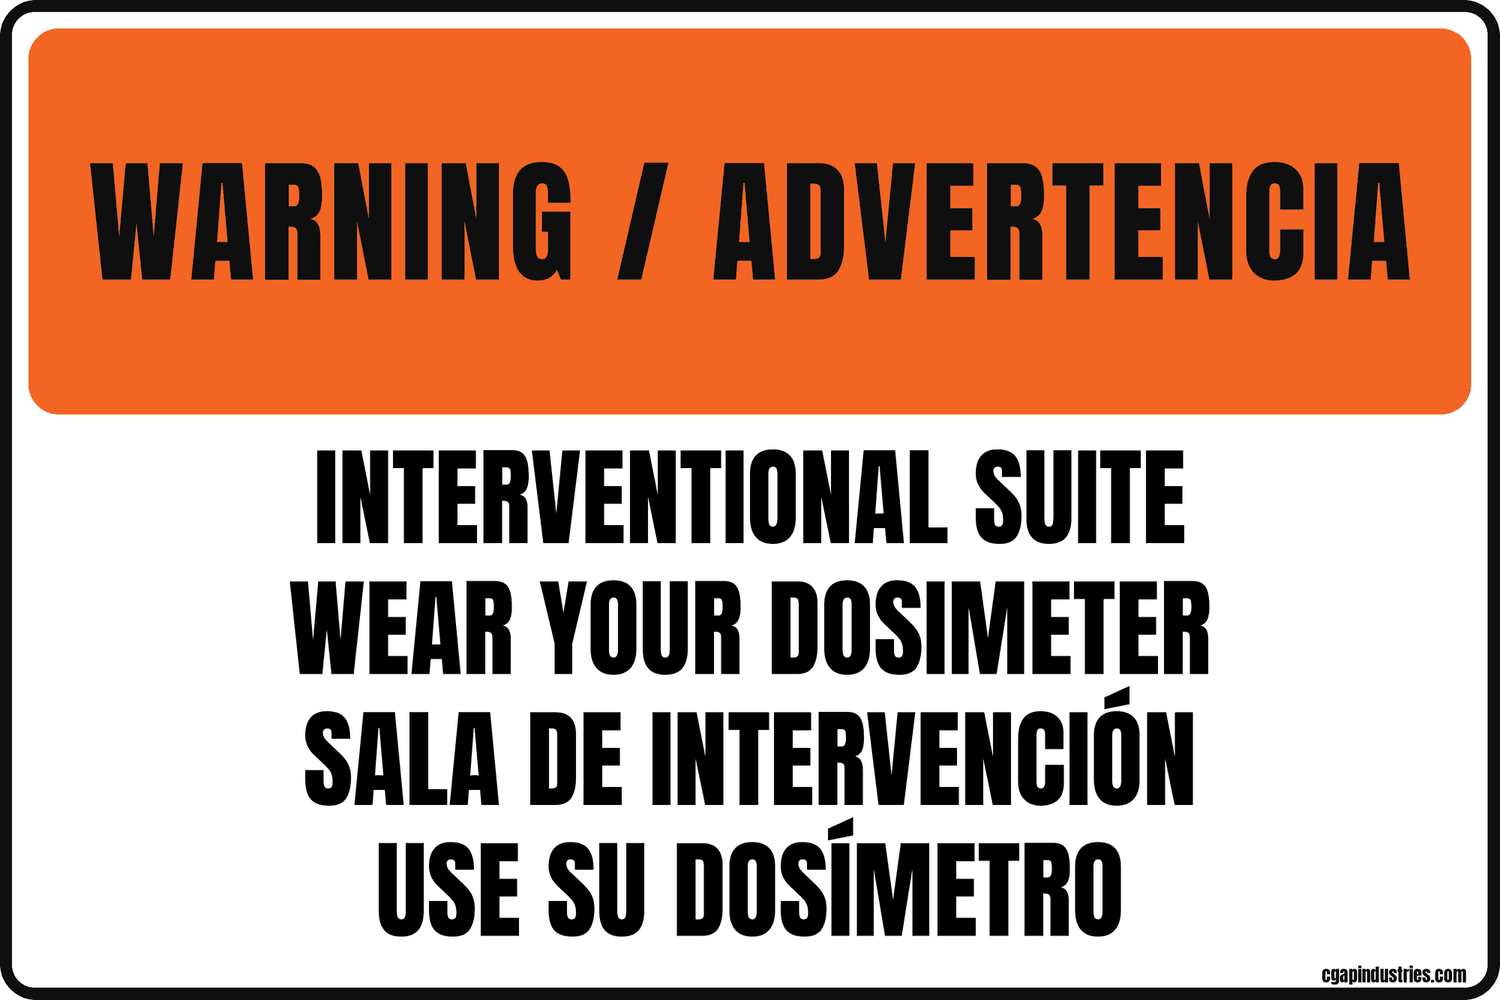 WARNING / ADVERTENCIA
INTERVENTIONAL SUITE
WEAR YOUR DOSIMETER
SALA DE INTERVENCIÓN
USE SU DOSÍMETRO
cgapindustries.com